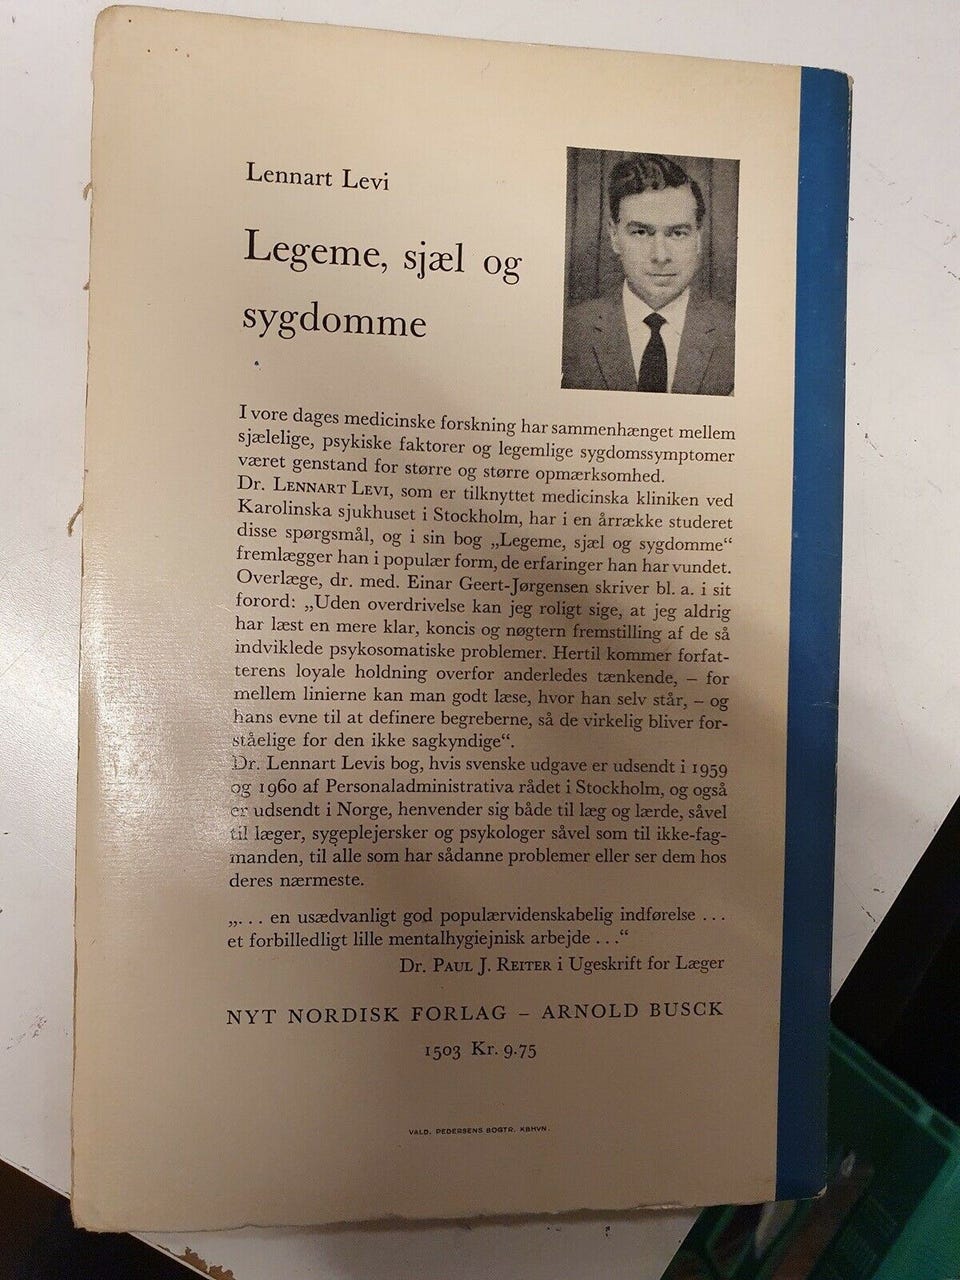 Lennart Levi
Legeme, sjæl og
sygdomme
I vore dages medicinske forskning har sammenhænget mellem
sjælelige, psykiske faktorer og legemlige sygdomssymptomer
været genstand for større og større opmærksomhed.
Dr. LENNART LEVI, som er tilknyttet medicinska kliniken ved
Karolinska sjukhuset i Stockholm, har i en årrække studeret
disse spørgsmål, og i sin bog „Legeme, sjæl og sygdomme“
fremlægger han i populær form, de erfaringer han har vundet.
Overlæge, dr. med. Einar Geert-Jørgensen skriver bl. a. i sit
forord: „Uden overdrivelse kan jeg roligt sige, at jeg aldrig
har læst en mere klar, koncis og nøgtern fremstilling af de så
indviklede psykosomatiske problemer. Hertil kommer forfat-
terens loyale holdning overfor anderledes tænkende, – for
mellem linierne kan man godt læse, hvor han selv står, – og
hans evne til at definere begreberne, så de virkelig bliver for-
ståelige for den ikke sagkyndige“.
Dr. Lennart Levis bog, hvis svenske udgave er udsendt i 1959
og 1960 af Personaladministrativa rådet i Stockholm, og også
er udsendt i Norge, henvender sig både til læg og lærde, såvel
til læger, sygeplejersker og psykologer såvel som til ikke-fag-
manden, til alle som har sådanne problemer eller ser dem hos
deres nærmeste.
„. . . en usædvanligt god populærvidenskabelig indførelse . . .
et forbilledligt lille mentalhygiejnisk arbejde . . .“
Dr. PAUL J. REITER i Ugeskrift for Læger
NYT NORDISK FORLAG – ARNOLD BUSCK
1503 Kr. 9.75
VALD. PEDERSENS BOGTR. KBHVN.